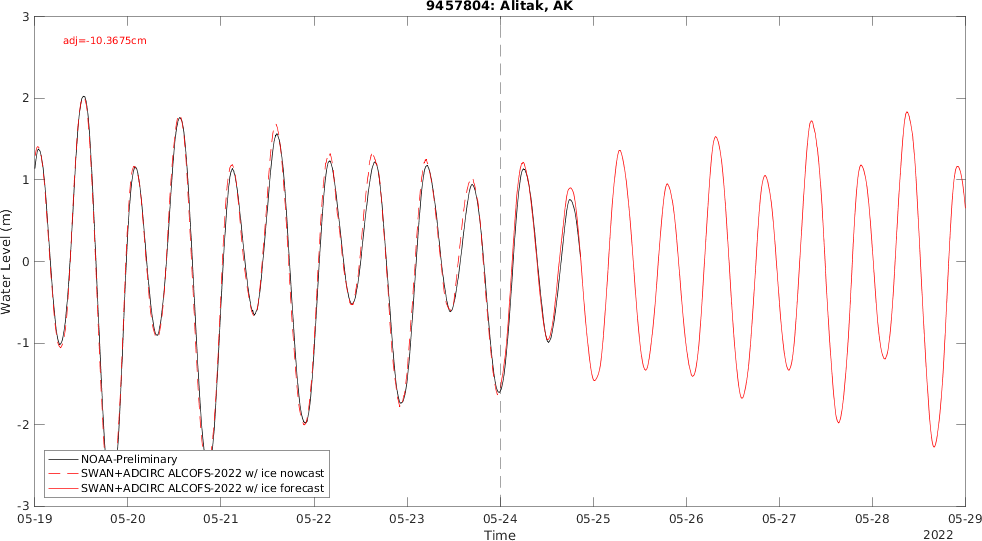 9457804: Alitak, AK
adj=-10.3675cm
Water Level (m)
3
2
1
0
-1
-2
-3
NOAA-Preliminary
SWAN+ADCIRC ALCOFS-2022 w/ ice nowcast
SWAN+ADCIRC ALCOFS-2022 w/ ice forecast
05-19 05-20 05-21 05-22 05-23 05-24 05-25 05-26 05-27 05-28 05-29
Time
2022